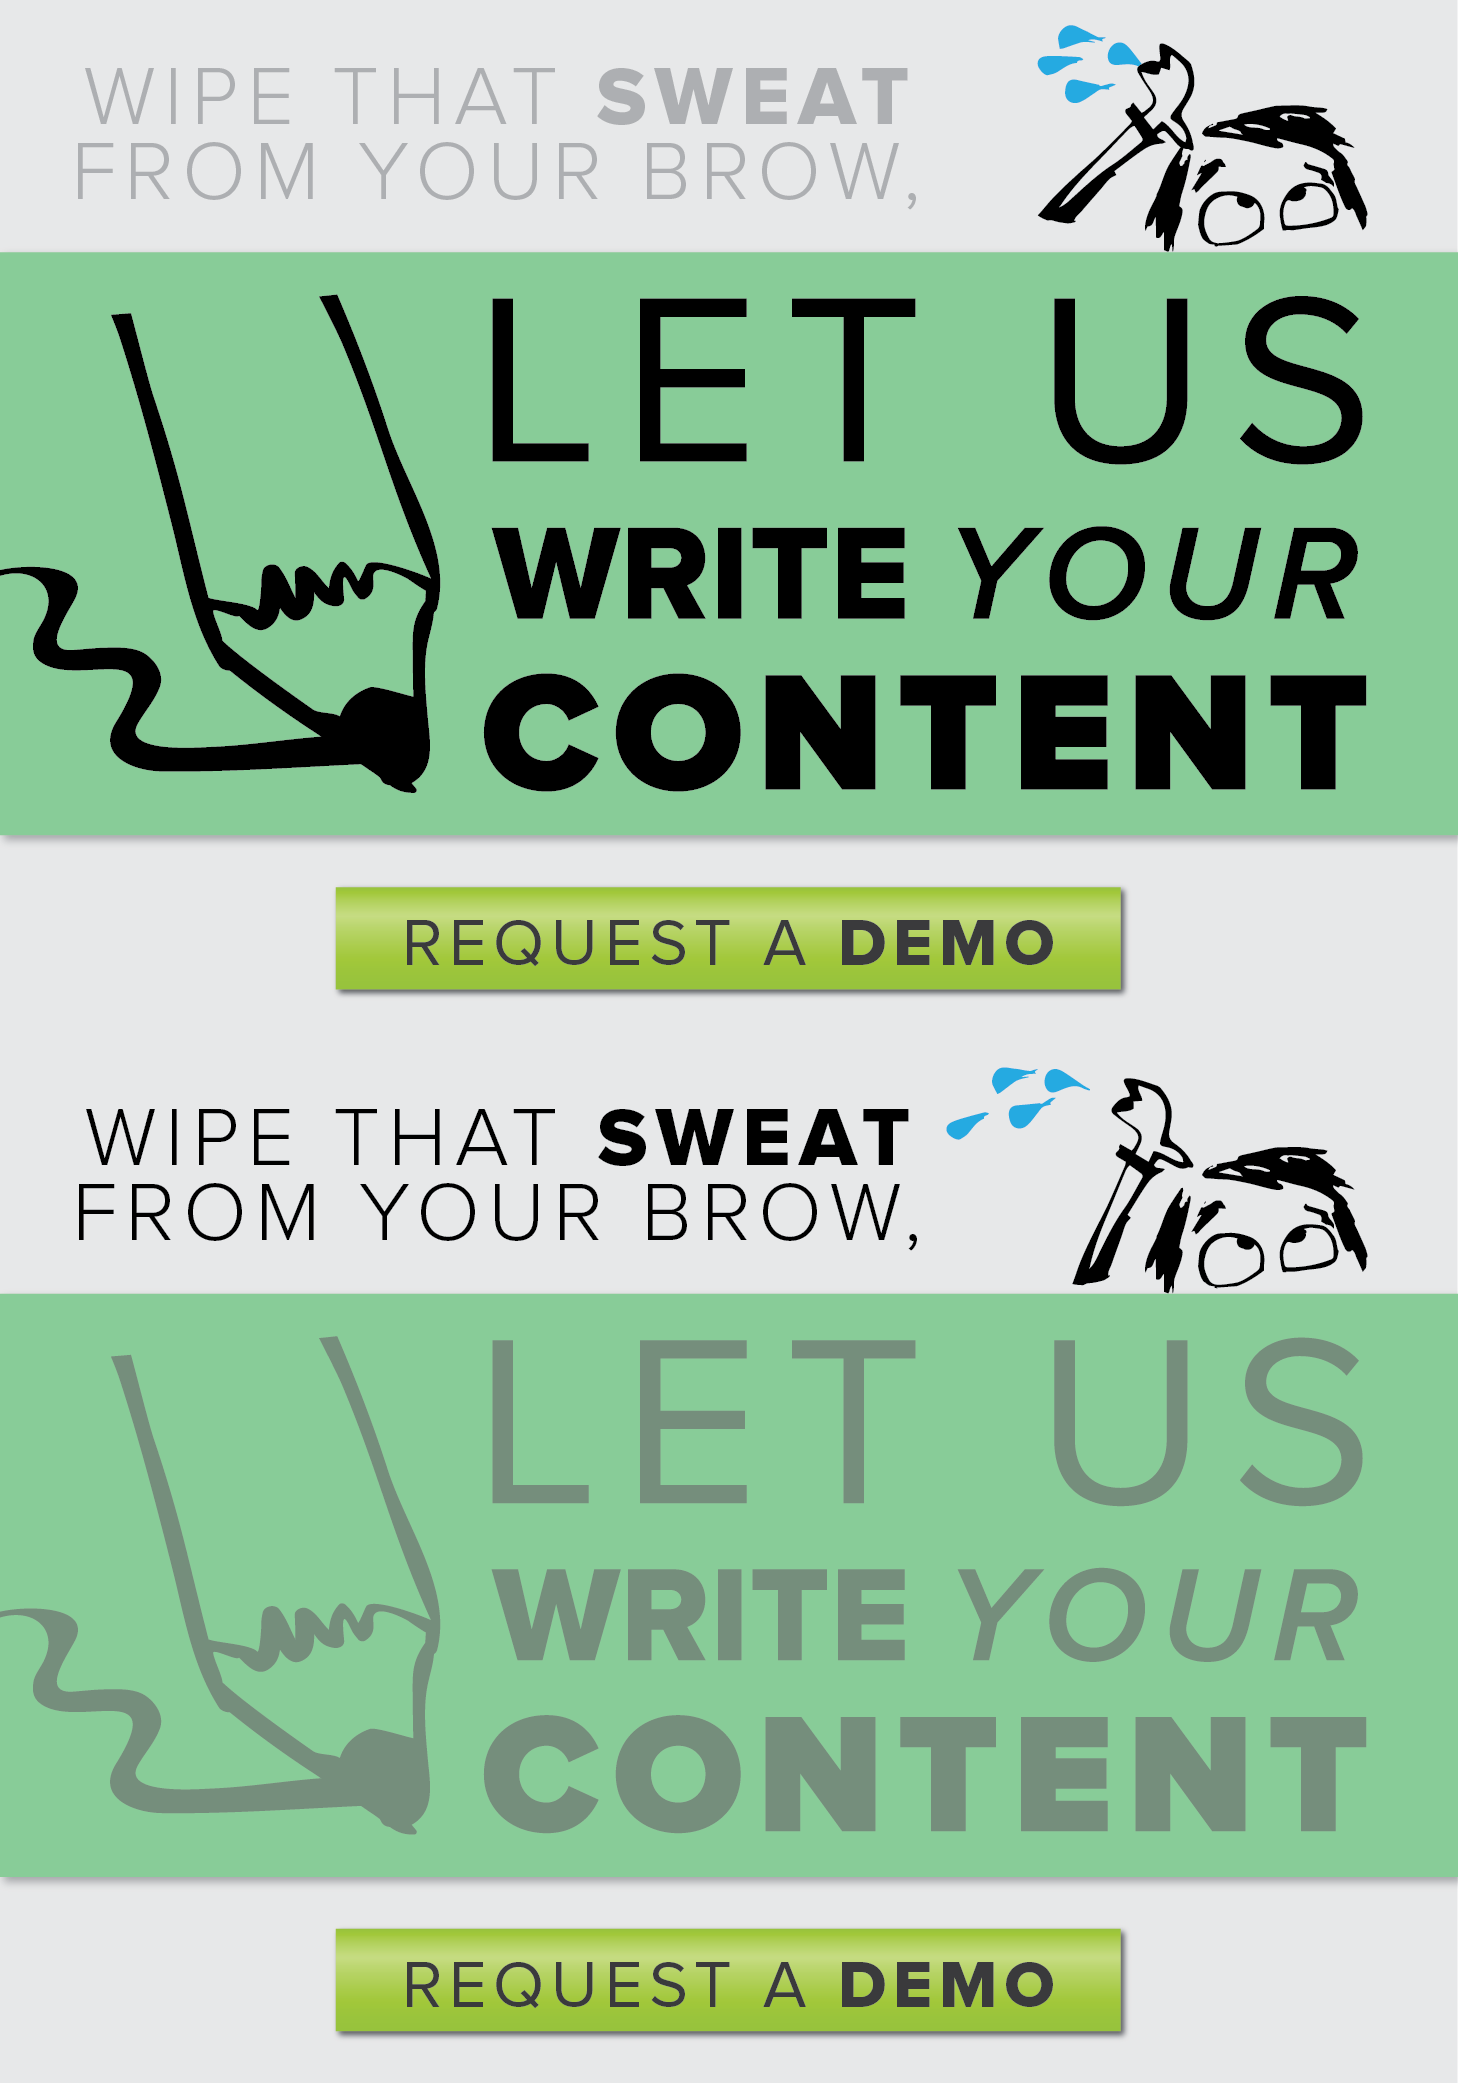 WIPE THAT SWEAT
FROM YOUR BROW,
LET US
WRITE YOUR
CONTENT
REQUEST A DEMO
WIPE THAT SWEAT
FROM YOUR BROW,
LET US
WRITE YOUR
CONTENT
REQUEST A DEMO